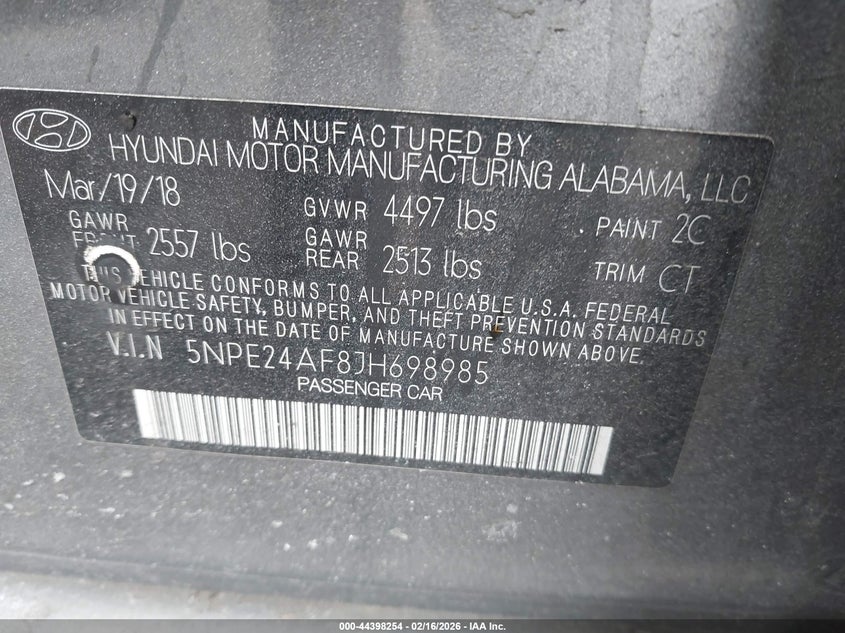 MANUFACTURED BY
HYUNDAI MOTOR MANUFACTURING ALABAMA, LLC
Mar/19/18 GVWR 4497 lbs PAINT 2C
GAWR FRONT 2557 lbs GAWR REAR 2513 lbs TRIM CT
THIS VEHICLE CONFORMS TO ALL APPLICABLE U.S.A. FEDERAL
MOTOR VEHICLE SAFETY, BUMPER, AND THEFT PREVENTION STANDARDS
IN EFFECT ON THE DATE OF MANUFACTURE SHOWN ABOVE.
V.I.N 5NPE24AF8JH698985
PASSENGER CAR
000-44398254 - 02/16/2026 - IAA Inc.